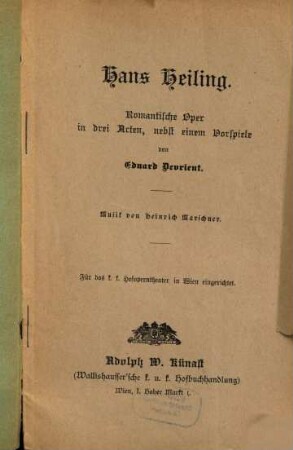 Hans Heiling.
Romantische Oper
in drei Acten, nebst einem Vorspiele
von
Eduard Devrient.
Musik von Heinrich Marschner.
Für das k. k. Hofoperntheater in Wien eingerichtet.
Adolph W. Künast
(Wallishausser'sche k. u. k. Hofbuchhandlung)
Wien, I. Hoher Markt 1.